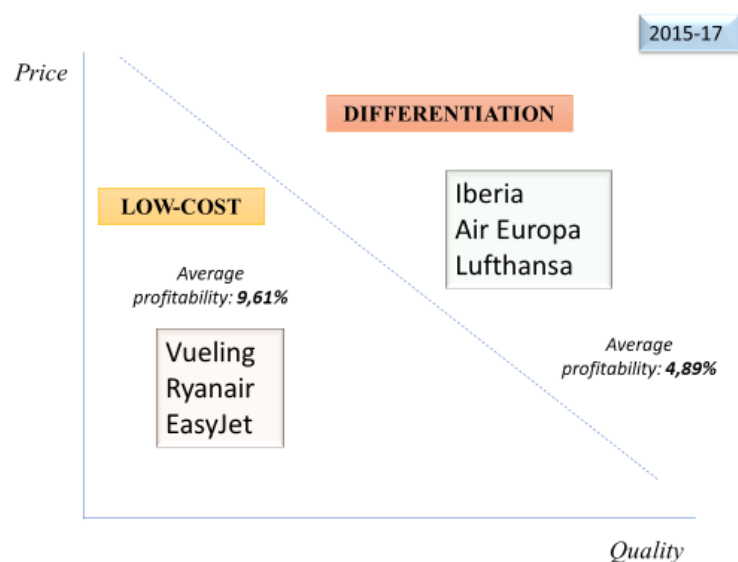 2015-17
Price
DIFFERENTIATION
LOW-COST
Iberia
Air Europa
Lufthansa
Average
profitability: 9,61%
Vueling
Ryanair
EasyJet
Average
profitability: 4,89%
Quality